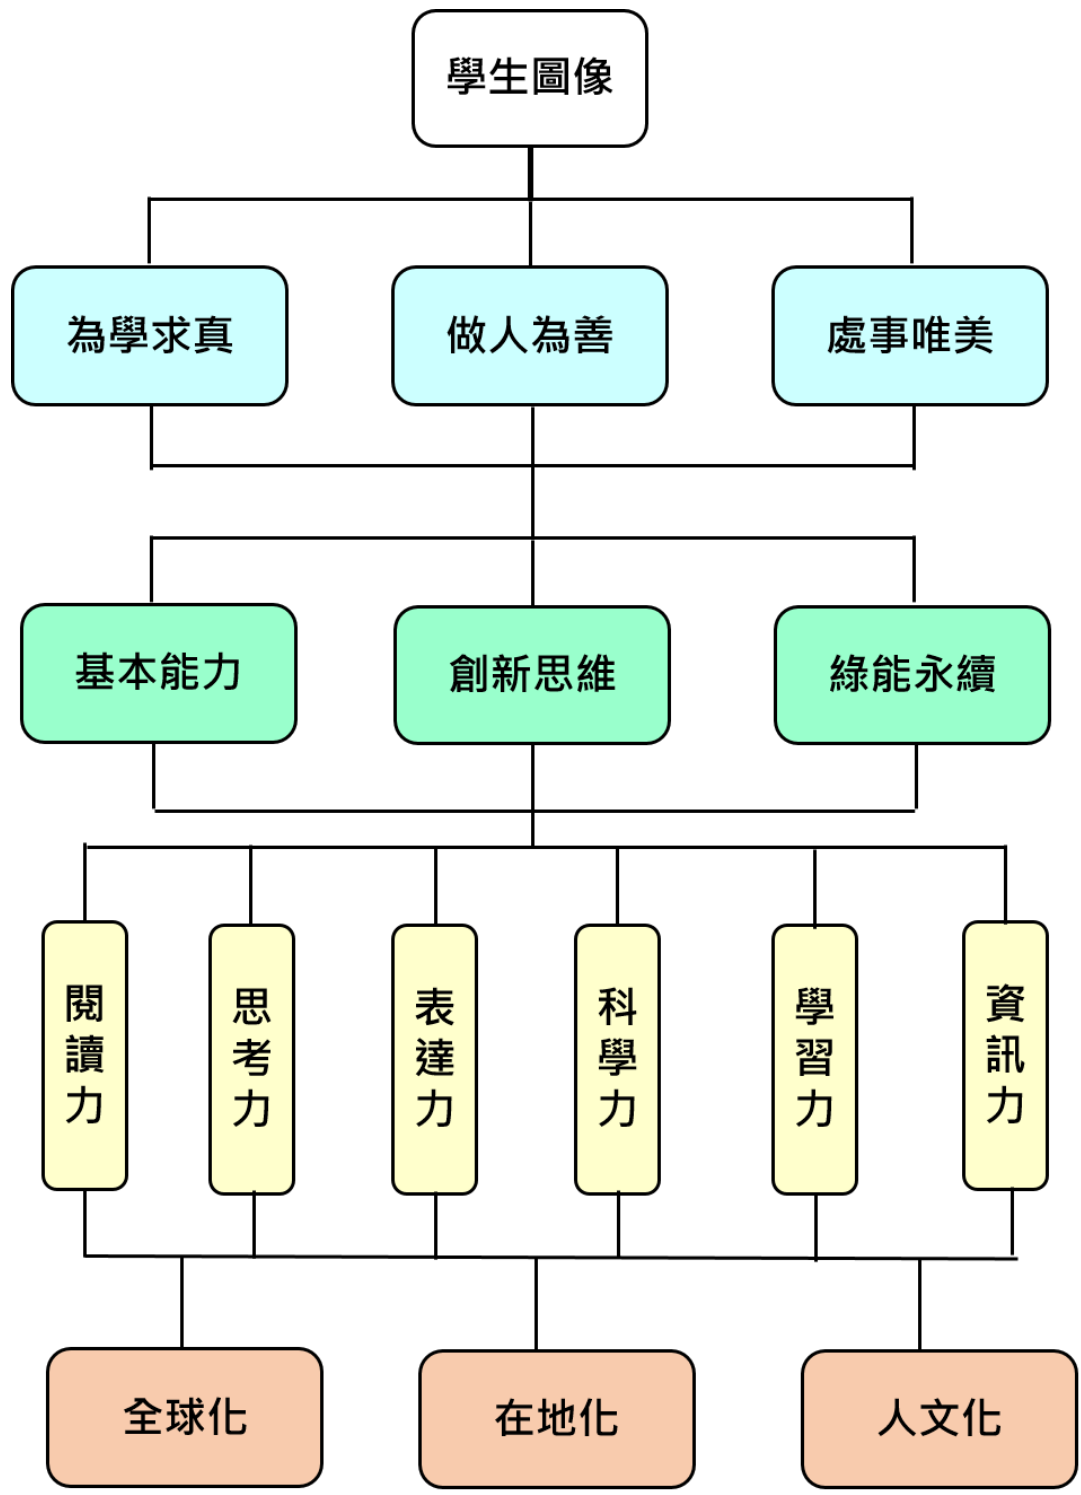 學生圖像
為學求真
做人為善
處事唯美
基本能力
創新思維
綠能永續
閱讀力
思考力
表達力
科學力
學習力
資訊力
全球化
在地化
人文化